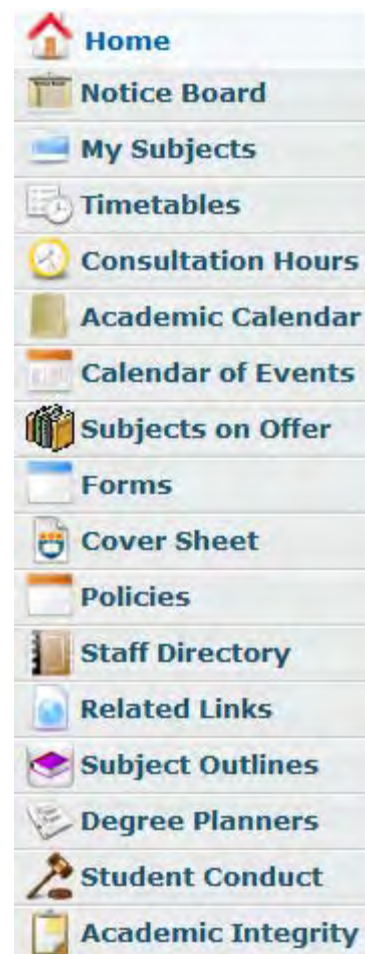 Home
Notice Board
My Subjects
Timetables
Consultation Hours
Academic Calendar
Calendar of Events
Subjects on Offer
Forms
Cover Sheet
Policies
Staff Directory
Related Links
Subject Outlines
Degree Planners
Student Conduct
Academic Integrity